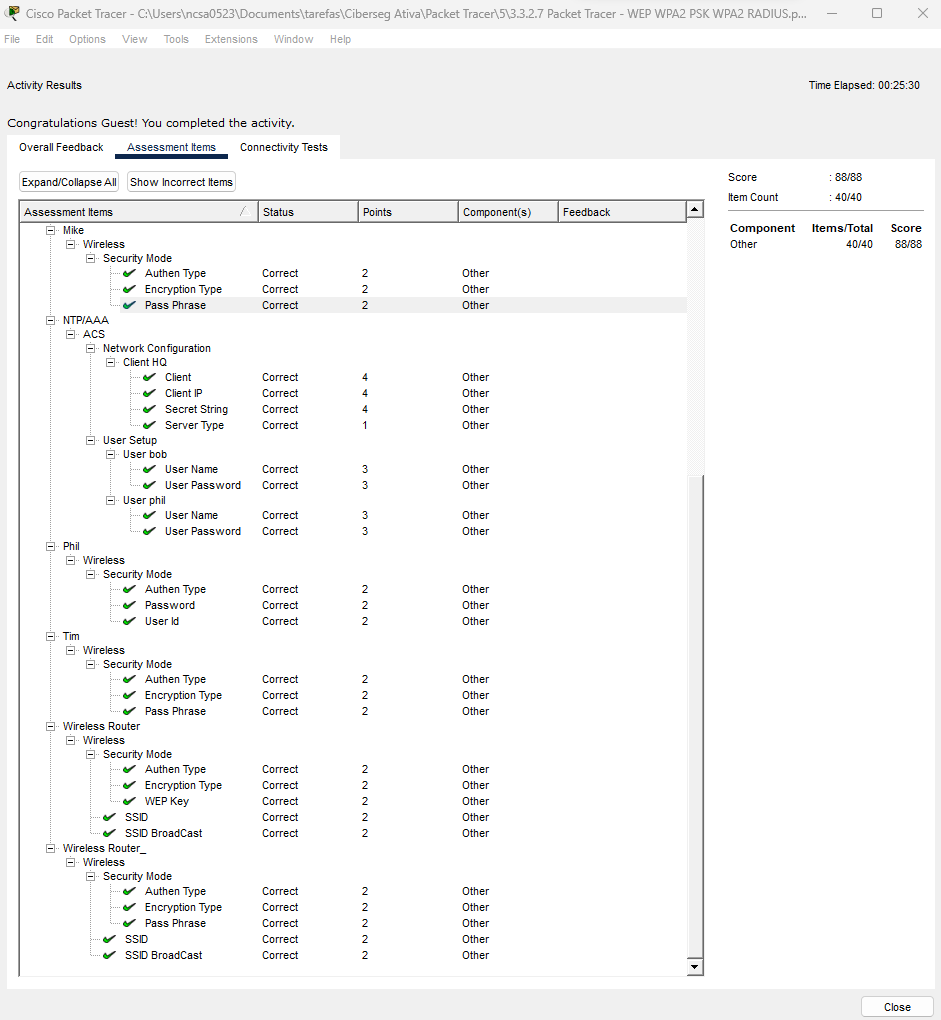 Cisco Packet Tracer - C:\Users\ncsa0523\Documents\tarefas\Ciberseg Ativa\Packet Tracer\5\3.3.2.7 Packet Tracer - WEP WPA2 PSK WPA2 RADIUS.p...
File Edit Options View Tools Extensions Window Help
Activity Results Time Elapsed: 00:25:30
Congratulations Guest! You completed the activity.
Overall Feedback Assessment Items Connectivity Tests
Expand/Collapse All Show Incorrect Items
Score : 88/88
Item Count : 40/40
Component Items/Total Score
Other 40/40 88/88
Assessment Items Status Points Component(s) Feedback
Mike
Wireless
Security Mode
Authen Type Correct 2 Other
Encryption Type Correct 2 Other
Pass Phrase Correct 2 Other
NTP/AAA
ACS
Network Configuration
Client HQ
Client Correct 4 Other
Client IP Correct 4 Other
Secret String Correct 4 Other
Server Type Correct 1 Other
User Setup
User bob
User Name Correct 3 Other
User Password Correct 3 Other
User phil
User Name Correct 3 Other
User Password Correct 3 Other
Phil
Wireless
Security Mode
Authen Type Correct 2 Other
Password Correct 2 Other
User Id Correct 2 Other
Tim
Wireless
Security Mode
Authen Type Correct 2 Other
Encryption Type Correct 2 Other
Pass Phrase Correct 2 Other
Wireless Router
Wireless
Security Mode
Authen Type Correct 2 Other
Encryption Type Correct 2 Other
WEP Key Correct 2 Other
SSID Correct 2 Other
SSID BroadCast Correct 2 Other
Wireless Router_
Wireless
Security Mode
Authen Type Correct 2 Other
Encryption Type Correct 2 Other
Pass Phrase Correct 2 Other
SSID Correct 2 Other
SSID BroadCast Correct 2 Other
Close